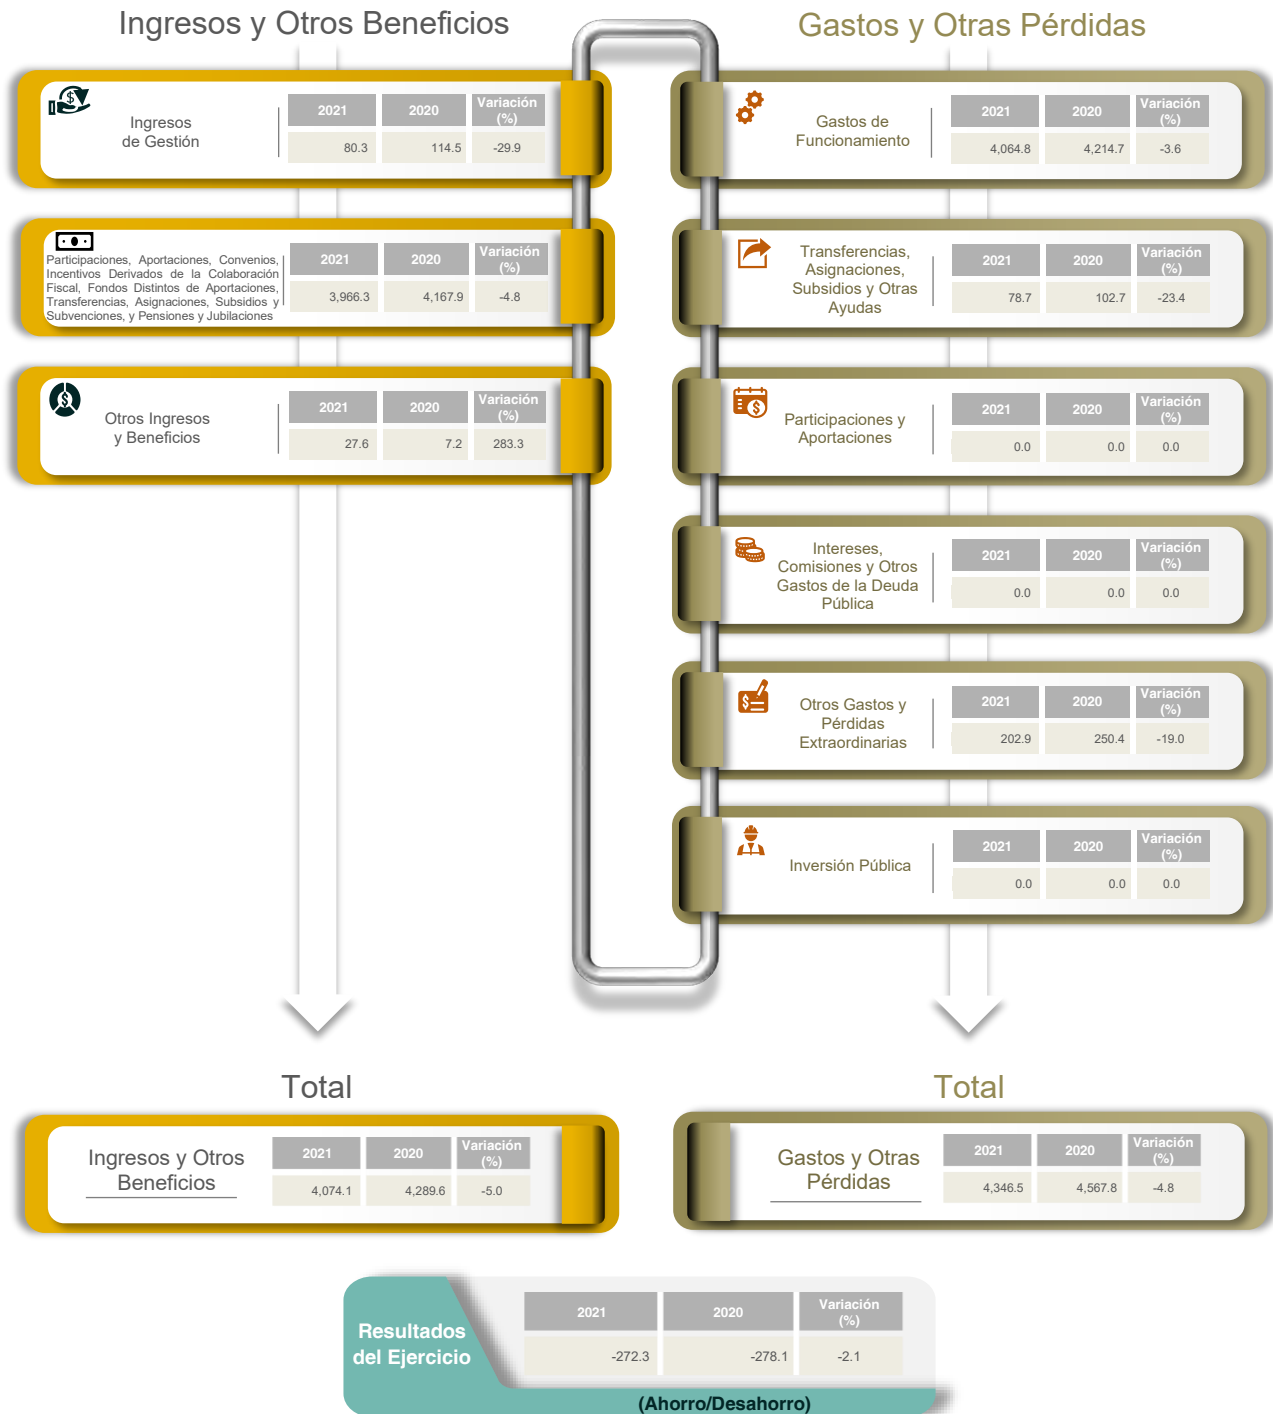 Ingresos y Otros Beneficios
Ingresos
de Gestión
2021 2020 Variación (%)
80.3 114.5 -29.9
Participaciones, Aportaciones, Convenios,
Incentivos Derivados de la Colaboración
Fiscal, Fondos Distintos de Aportaciones,
Transferencias, Asignaciones, Subsidios y
Subvenciones, y Pensiones y Jubilaciones
2021 2020 Variación (%)
3,966.3 4,167.9 -4.8
Otros Ingresos
y Beneficios
2021 2020 Variación (%)
27.6 7.2 283.3
Total
Ingresos y Otros
Beneficios
2021 2020 Variación (%)
4,074.1 4,289.6 -5.0
Gastos y Otras Pérdidas
Gastos de
Funcionamiento
2021 2020 Variación (%)
4,064.8 4,214.7 -3.6
Transferencias,
Asignaciones,
Subsidios y Otras
Ayudas
2021 2020 Variación (%)
78.7 102.7 -23.4
Participaciones y
Aportaciones
2021 2020 Variación (%)
0.0 0.0 0.0
Intereses,
Comisiones y Otros
Gastos de la Deuda
Pública
2021 2020 Variación (%)
0.0 0.0 0.0
Otros Gastos y
Pérdidas
Extraordinarias
2021 2020 Variación (%)
202.9 250.4 -19.0
Inversión Pública
2021 2020 Variación (%)
0.0 0.0 0.0
Total
Gastos y Otras
Pérdidas
2021 2020 Variación (%)
4,346.5 4,567.8 -4.8
Resultados
del Ejercicio
2021 2020 Variación (%)
-272.3 -278.1 -2.1
(Ahorro/Desahorro)